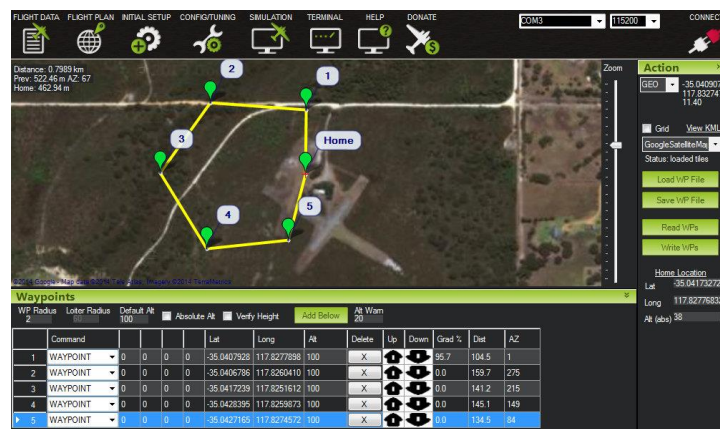 FLIGHT DATA FLIGHT PLAN INITIAL SETUP CONFIG/TUNING SIMULATION TERMINAL HELP DONATE COM3 115200 CONNEC
Distance: 0.7989 km
Prev: 522.46 m AZ: 67
Home: 462.94 m
2
1
3
Home
4
5
Zoom
Action
GEO -35.040907
117.83274
11.40
Grid View KML
GoogleSatelliteMap
Status: loaded tiles
Load WP File
Save WP File
Read WPs
Write WPs
Home Location
Lat -35.04173272
Long 117.8277683
Alt (abs) 38
Waypoints
WP Radius Loiter Radius Default Alt Alt Warn
2 100 Absolute Alt Verify Height Add Below 20
Command Lat Long Alt Delete Up Down Grad % Dist AZ
1 WAYPOINT 0 0 0 0 -35.0407928 117.8277898 100 X 95.7 104.5 1
2 WAYPOINT 0 0 0 0 -35.0406786 117.8260410 100 X 0.0 159.7 275
3 WAYPOINT 0 0 0 0 -35.0417239 117.8251612 100 X 0.0 141.2 215
4 WAYPOINT 0 0 0 0 -35.0428395 117.8259873 100 X 0.0 145.1 149
5 WAYPOINT 0 0 0 0 -35.0427165 117.8274572 100 X 0.0 134.5 84